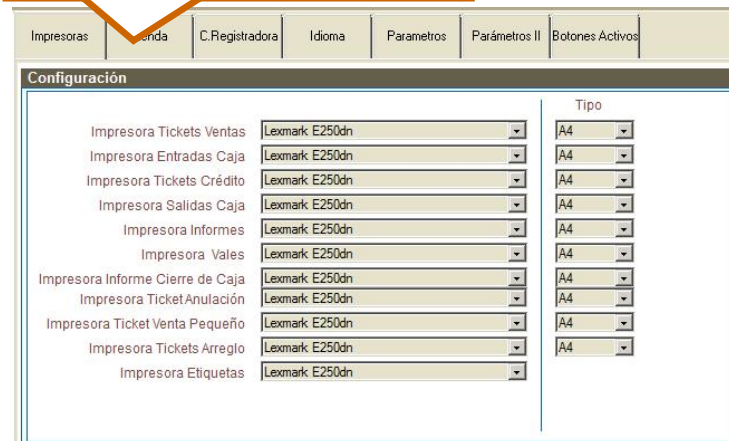 Impresoras enda C.Registradora Idioma Parametros Parámetros II Botones Activos
Configuración
Tipo
Impresora Tickets Ventas Lexmark E250dn A4
Impresora Entradas Caja Lexmark E250dn A4
Impresora Tickets Crédito Lexmark E250dn A4
Impresora Salidas Caja Lexmark E250dn A4
Impresora Informes Lexmark E250dn A4
Impresora Vales Lexmark E250dn A4
Impresora Informe Cierre de Caja Lexmark E250dn A4
Impresora Ticket Anulación Lexmark E250dn A4
Impresora Ticket Venta Pequeño Lexmark E250dn A4
Impresora Tickets Arreglo Lexmark E250dn A4
Impresora Etiquetas Lexmark E250dn